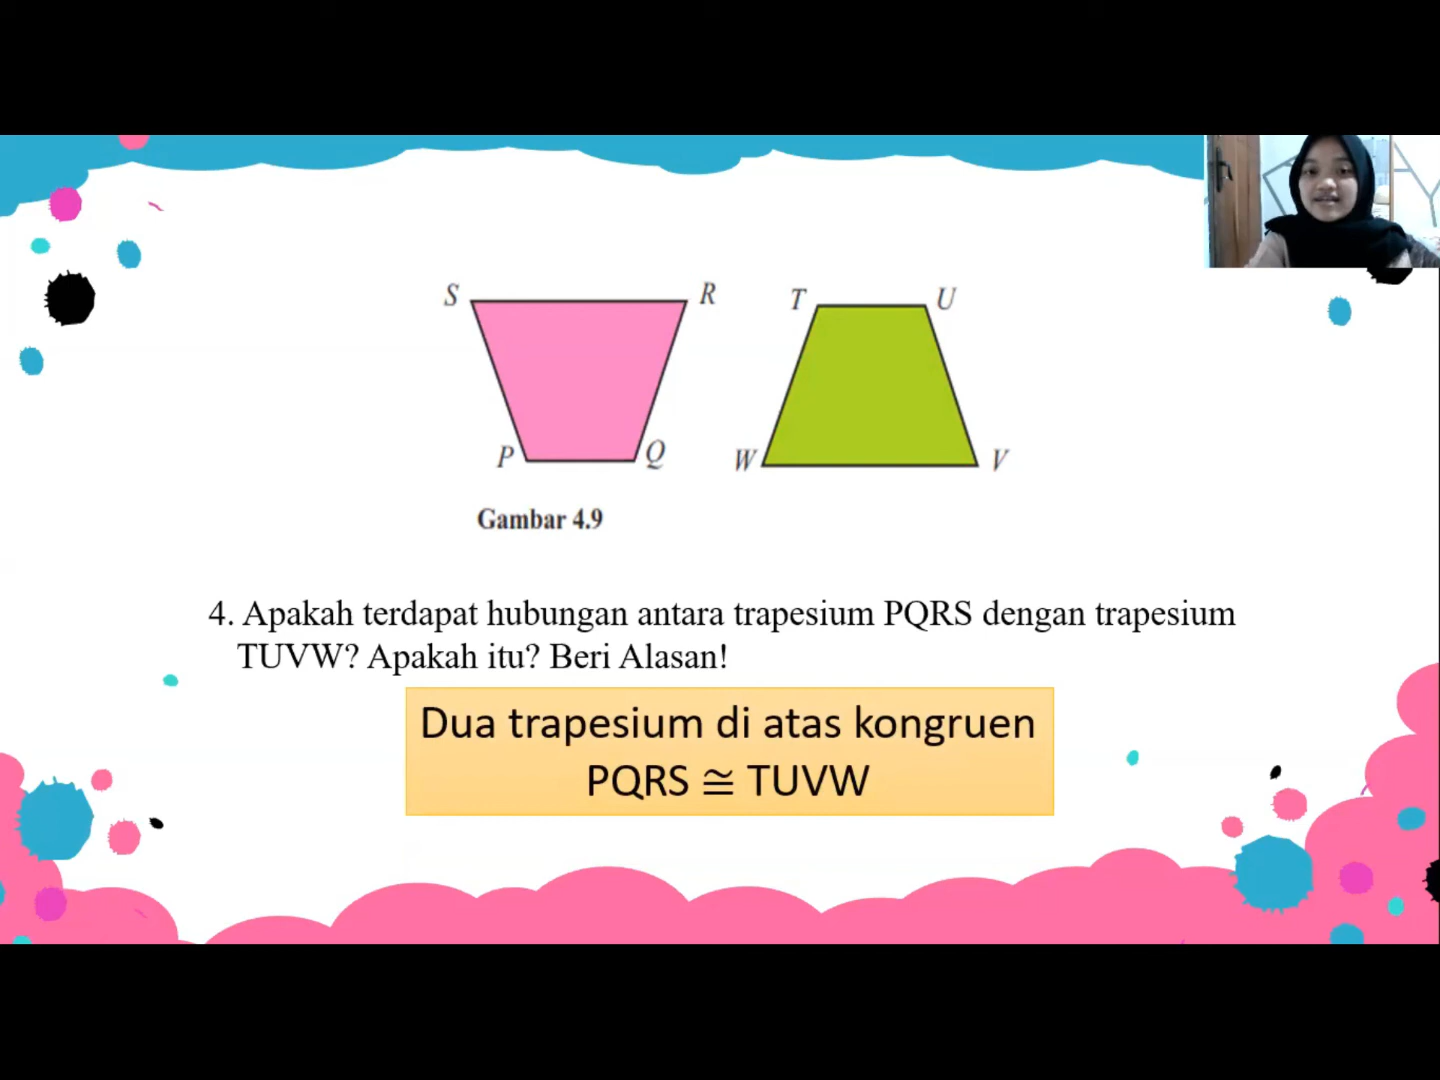 S R T U
P Q W V
Gambar 4.9
4. Apakah terdapat hubungan antara trapesium PQRS dengan trapesium
TUVW? Apakah itu? Beri Alasan!
Dua trapesium di atas kongruen
PQRS ≅ TUVW